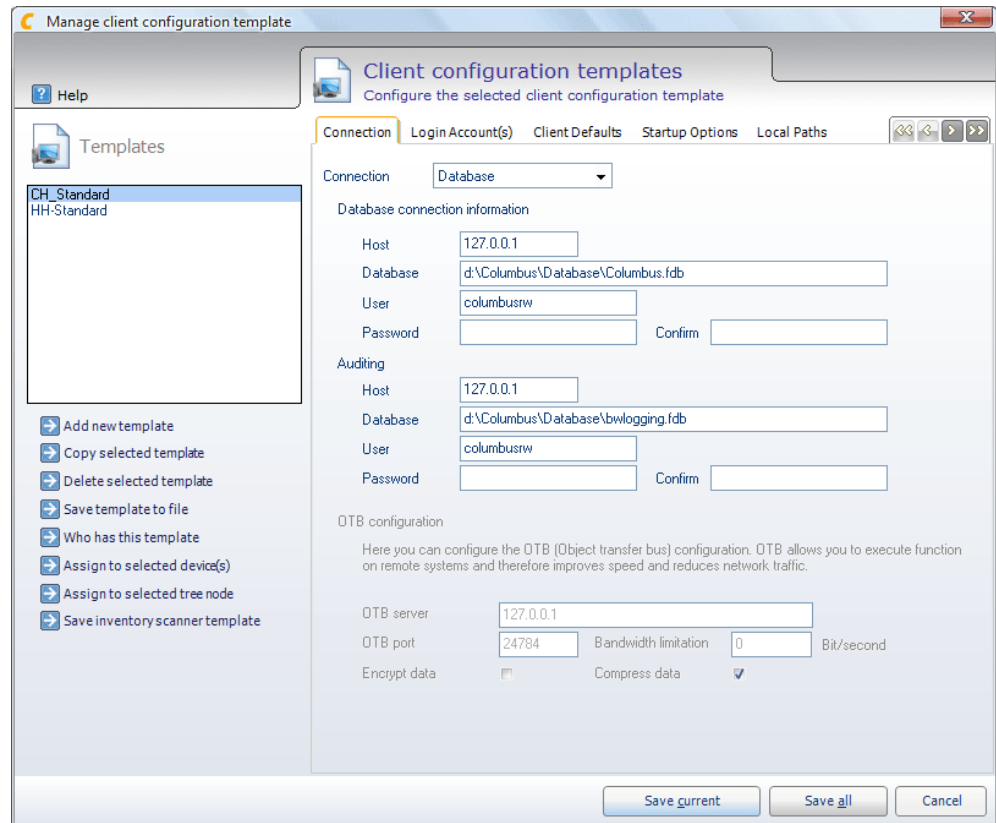 Manage client configuration template
Help
Client configuration templates
Configure the selected client configuration template
Templates
CH_Standard
HH-Standard
Add new template
Copy selected template
Delete selected template
Save template to file
Who has this template
Assign to selected device(s)
Assign to selected tree node
Save inventory scanner template
Connection Login Account(s) Client Defaults Startup Options Local Paths
Connection Database
Database connection information
Host 127.0.0.1
Database d:\Columbus\Database\Columbus.fdb
User columbusrw
Password Confirm
Auditing
Host 127.0.0.1
Database d:\Columbus\Database\bwlogging.fdb
User columbusrw
Password Confirm
OTB configuration
Here you can configure the OTB (Object transfer bus) configuration. OTB allows you to execute function
on remote systems and therefore improves speed and reduces network traffic.
OTB server 127.0.0.1
OTB port 24784 Bandwidth limitation 0 Bit/second
Encrypt data Compress data
Save current Save all Cancel